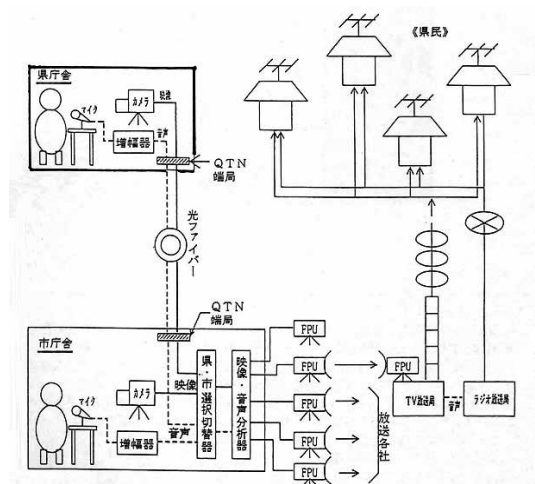 《県民》
県庁舎
カメラ
映像
マイク
音声
増幅器
QTN
端局
光ファイバー
QTN
端局
市庁舎
カメラ
映像
マイク
増幅器
音声
県・市選択切替器
映像・音声分析器
FPU
FPU
FPU
FPU
FPU
FPU
放送各社
TV放送局
音声
ラジオ放送局